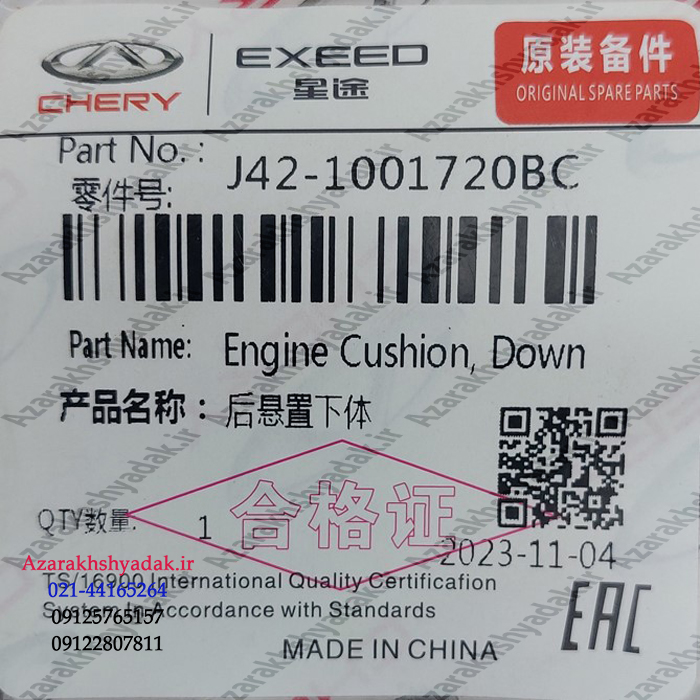 CHERY
EXEED
星途
原装备件
ORIGINAL SPARE PARTS
Part No. :
零件号:
J42-1001720BC
Part Name: Engine Cushion, Down
产品名称： 后悬置下体
合格证
QTY数量: 1
2023-11-04
Azarakhshyadak.ir
TS/16900 International Quality Certification
021-44165264
System In Accordance with Standards
09125765157
09122807811
MADE IN CHINA
EAC